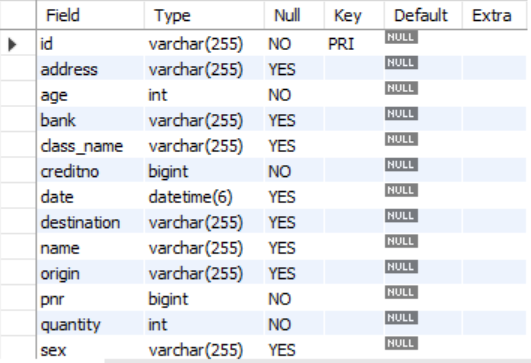 Field Type Null Key Default Extra
id varchar(255) NO PRI NULL
address varchar(255) YES NULL
age int NO NULL
bank varchar(255) YES NULL
class_name varchar(255) YES NULL
creditno bigint NO NULL
date datetime(6) YES NULL
destination varchar(255) YES NULL
name varchar(255) YES NULL
origin varchar(255) YES NULL
pnr bigint NO NULL
quantity int NO NULL
sex varchar(255) YES NULL